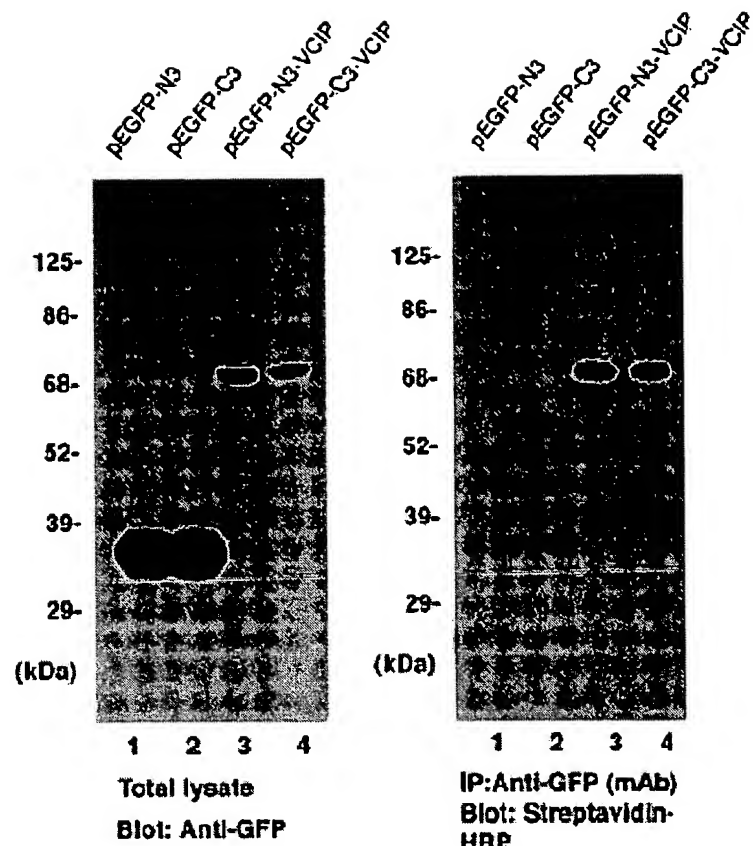 pEGFP-N3
pEGFP-C3
pEGFP-N3-VCIP
pEGFP-C3-VCIP
125-
86-
68-
52-
39-
29-
(kDa)
1 2 3 4
Total lysate
Blot: Anti-GFP
pEGFP-N3
pEGFP-C3
pEGFP-N3-VCIP
pEGFP-C3-VCIP
125-
86-
68-
52-
39-
29-
(kDa)
1 2 3 4
IP:Anti-GFP (mAb)
Blot: Streptavidin-
HRP